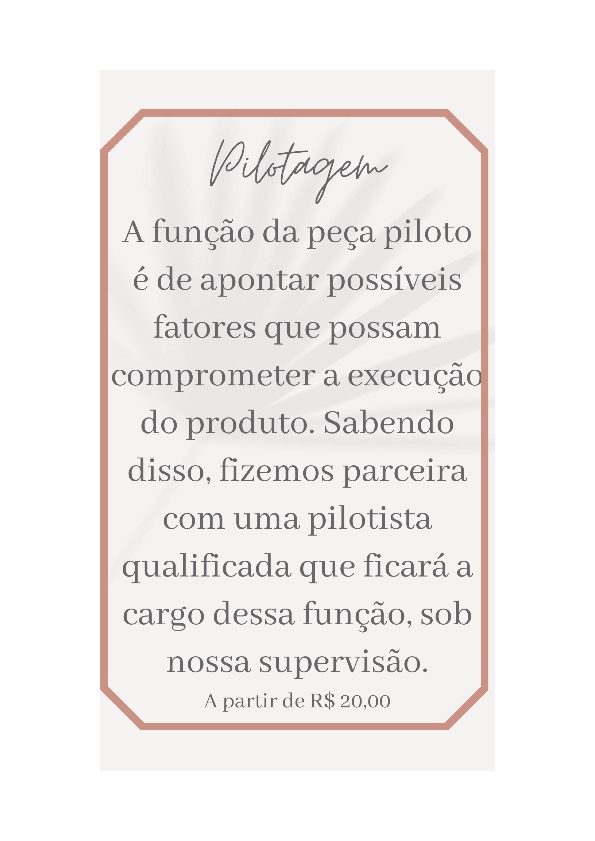 Pilotagem
A função da peça piloto
é de apontar possíveis
fatores que possam
comprometer a execução
do produto. Sabendo
disso, fizemos parceira
com uma pilotista
qualificada que ficará a
cargo dessa função, sob
nossa supervisão.
A partir de R$ 20,00